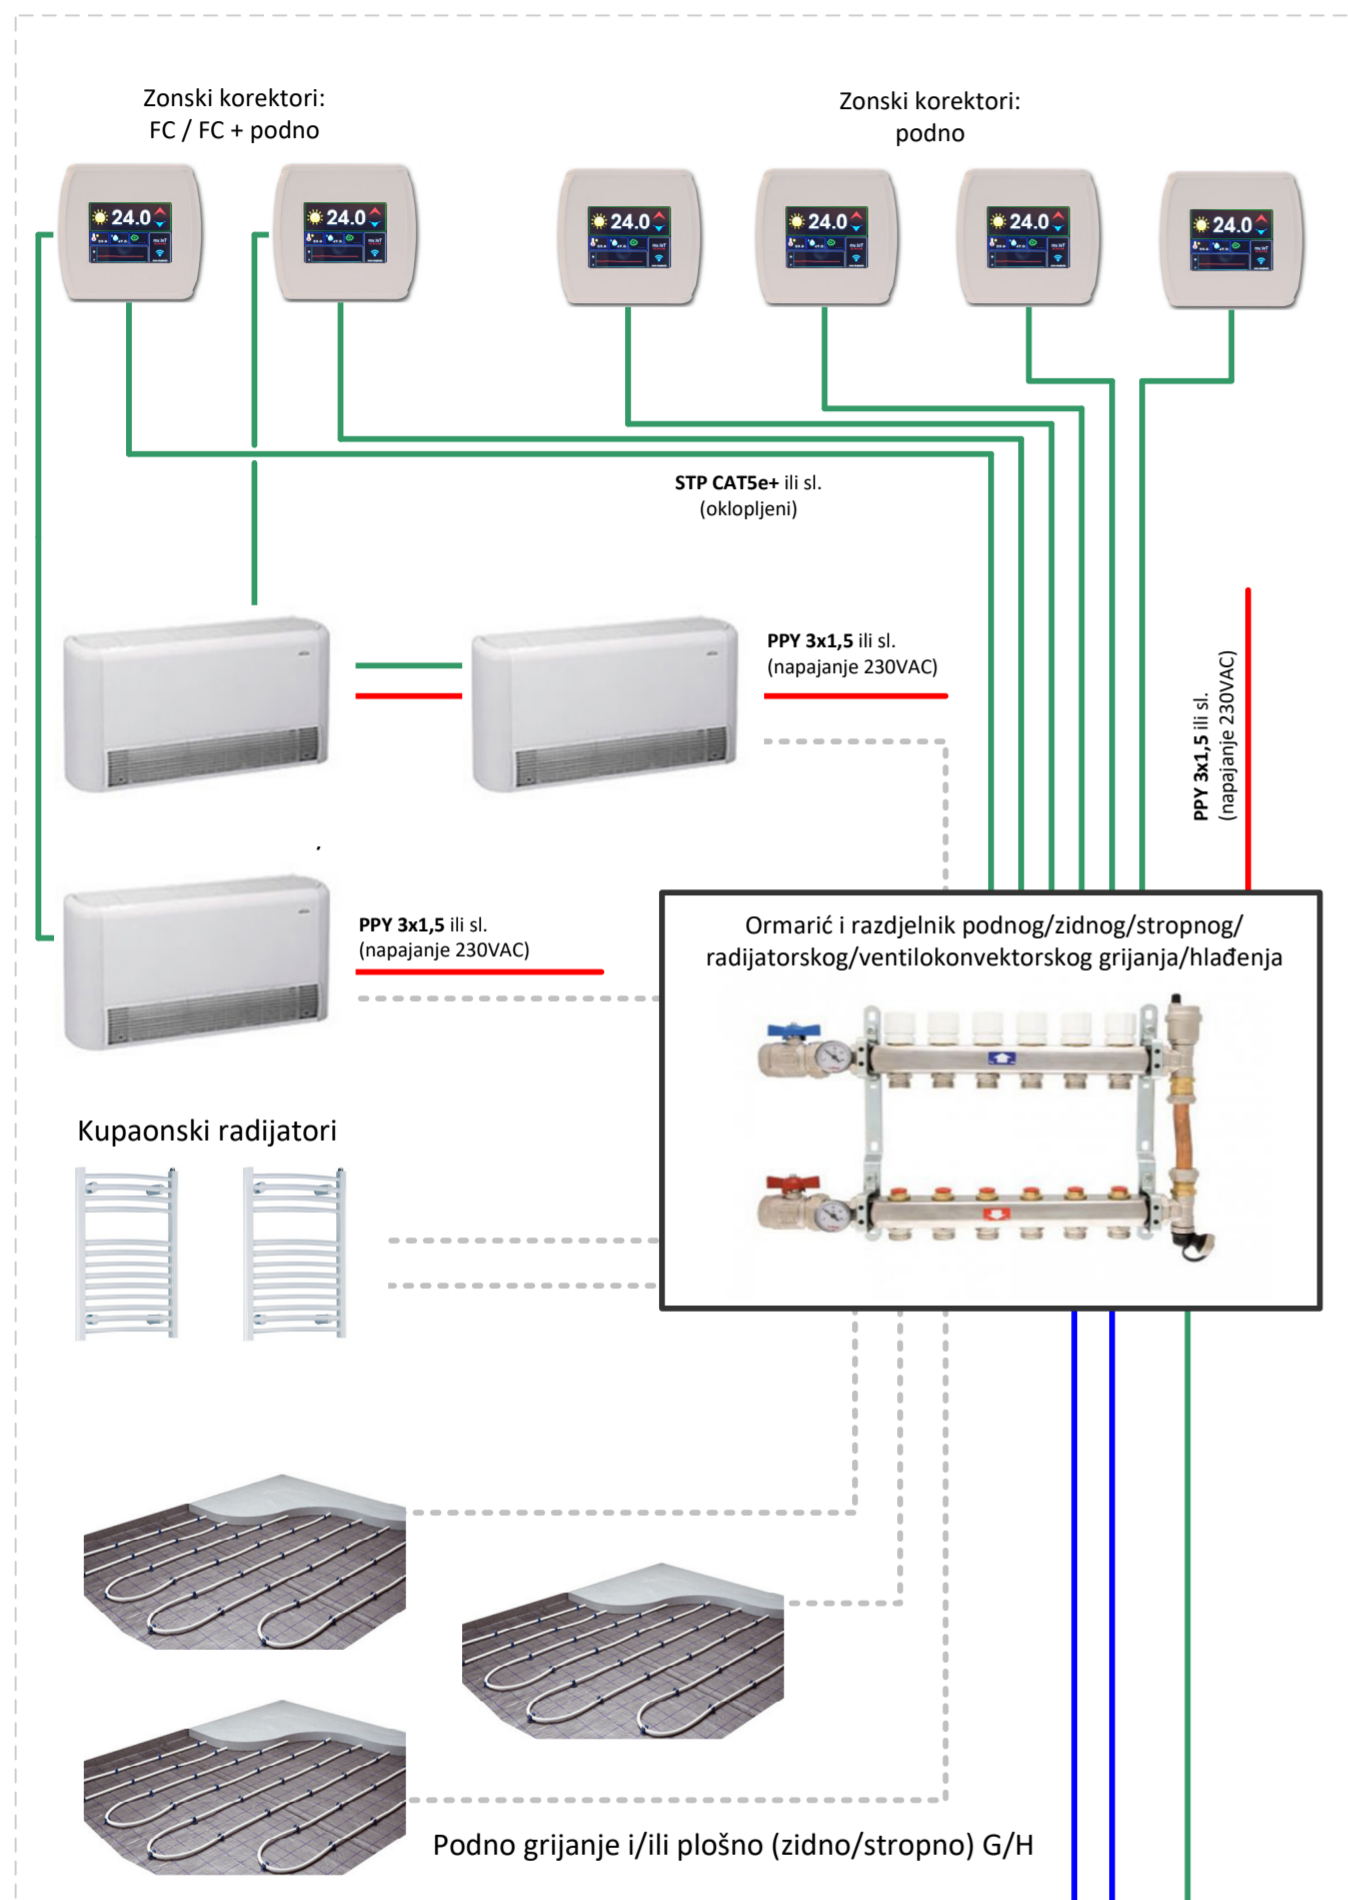 Zonski korektori:
FC / FC + podno
Zonski korektori:
podno
24.0
24.0
24.0
24.0
24.0
24.0
STP CAT5e+ ili sl.
(oklopljeni)
PPY 3x1,5 ili sl.
(napajanje 230VAC)
PPY 3x1,5 ili sl.
(napajanje 230VAC)
PPY 3x1,5 ili sl.
(napajanje 230VAC)
Ormarić i razdjelnik podnog/zidnog/stropnog/
radijatorskog/ventilokonvektorskog grijanja/hlađenja
Kupaonski radijatori
Podno grijanje i/ili plošno (zidno/stropno) G/H